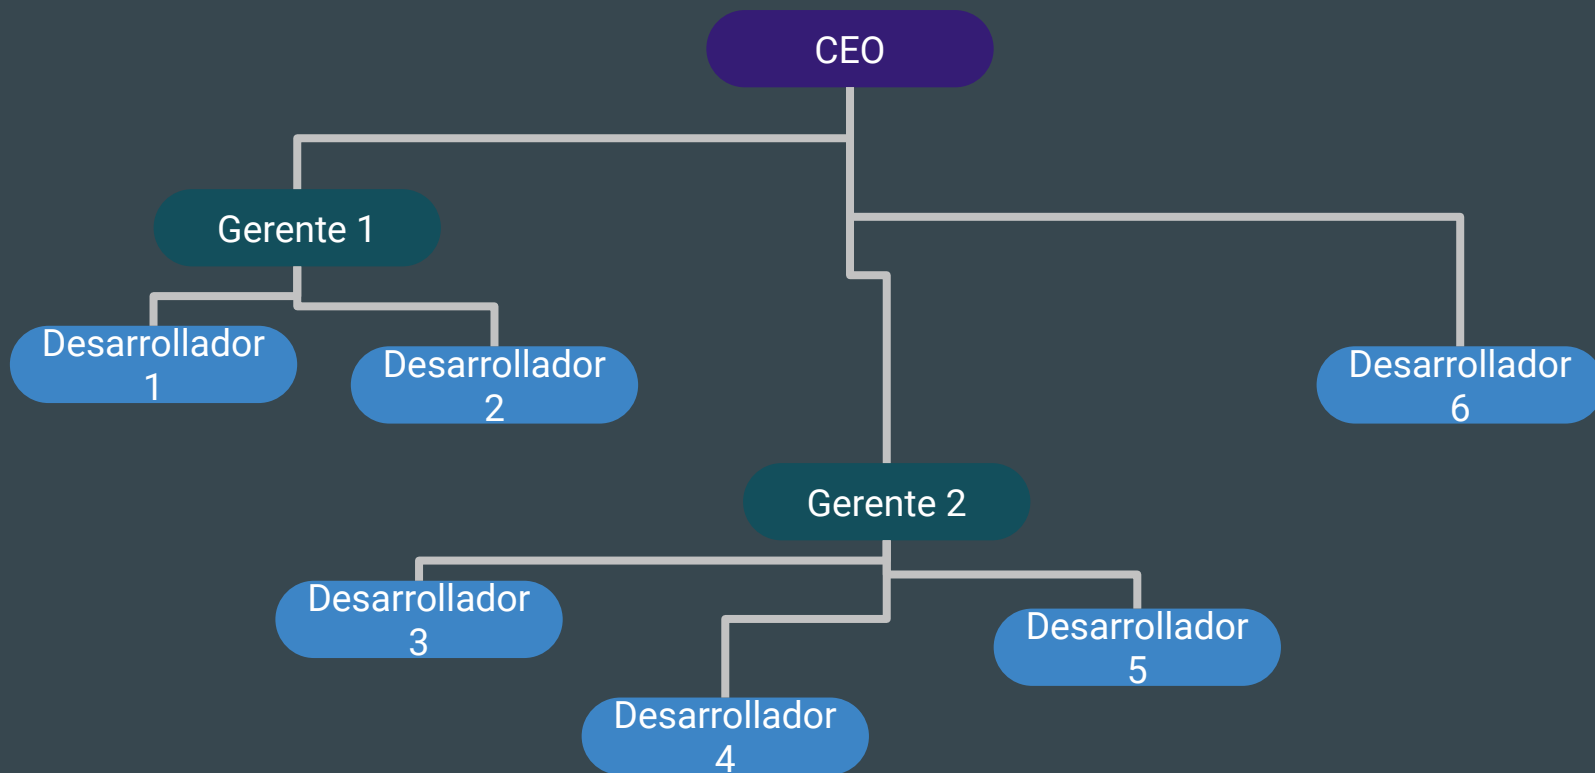 CEO
Gerente 1
Desarrollador
1
Desarrollador
2
Desarrollador
6
Gerente 2
Desarrollador
3
Desarrollador
4
Desarrollador
5